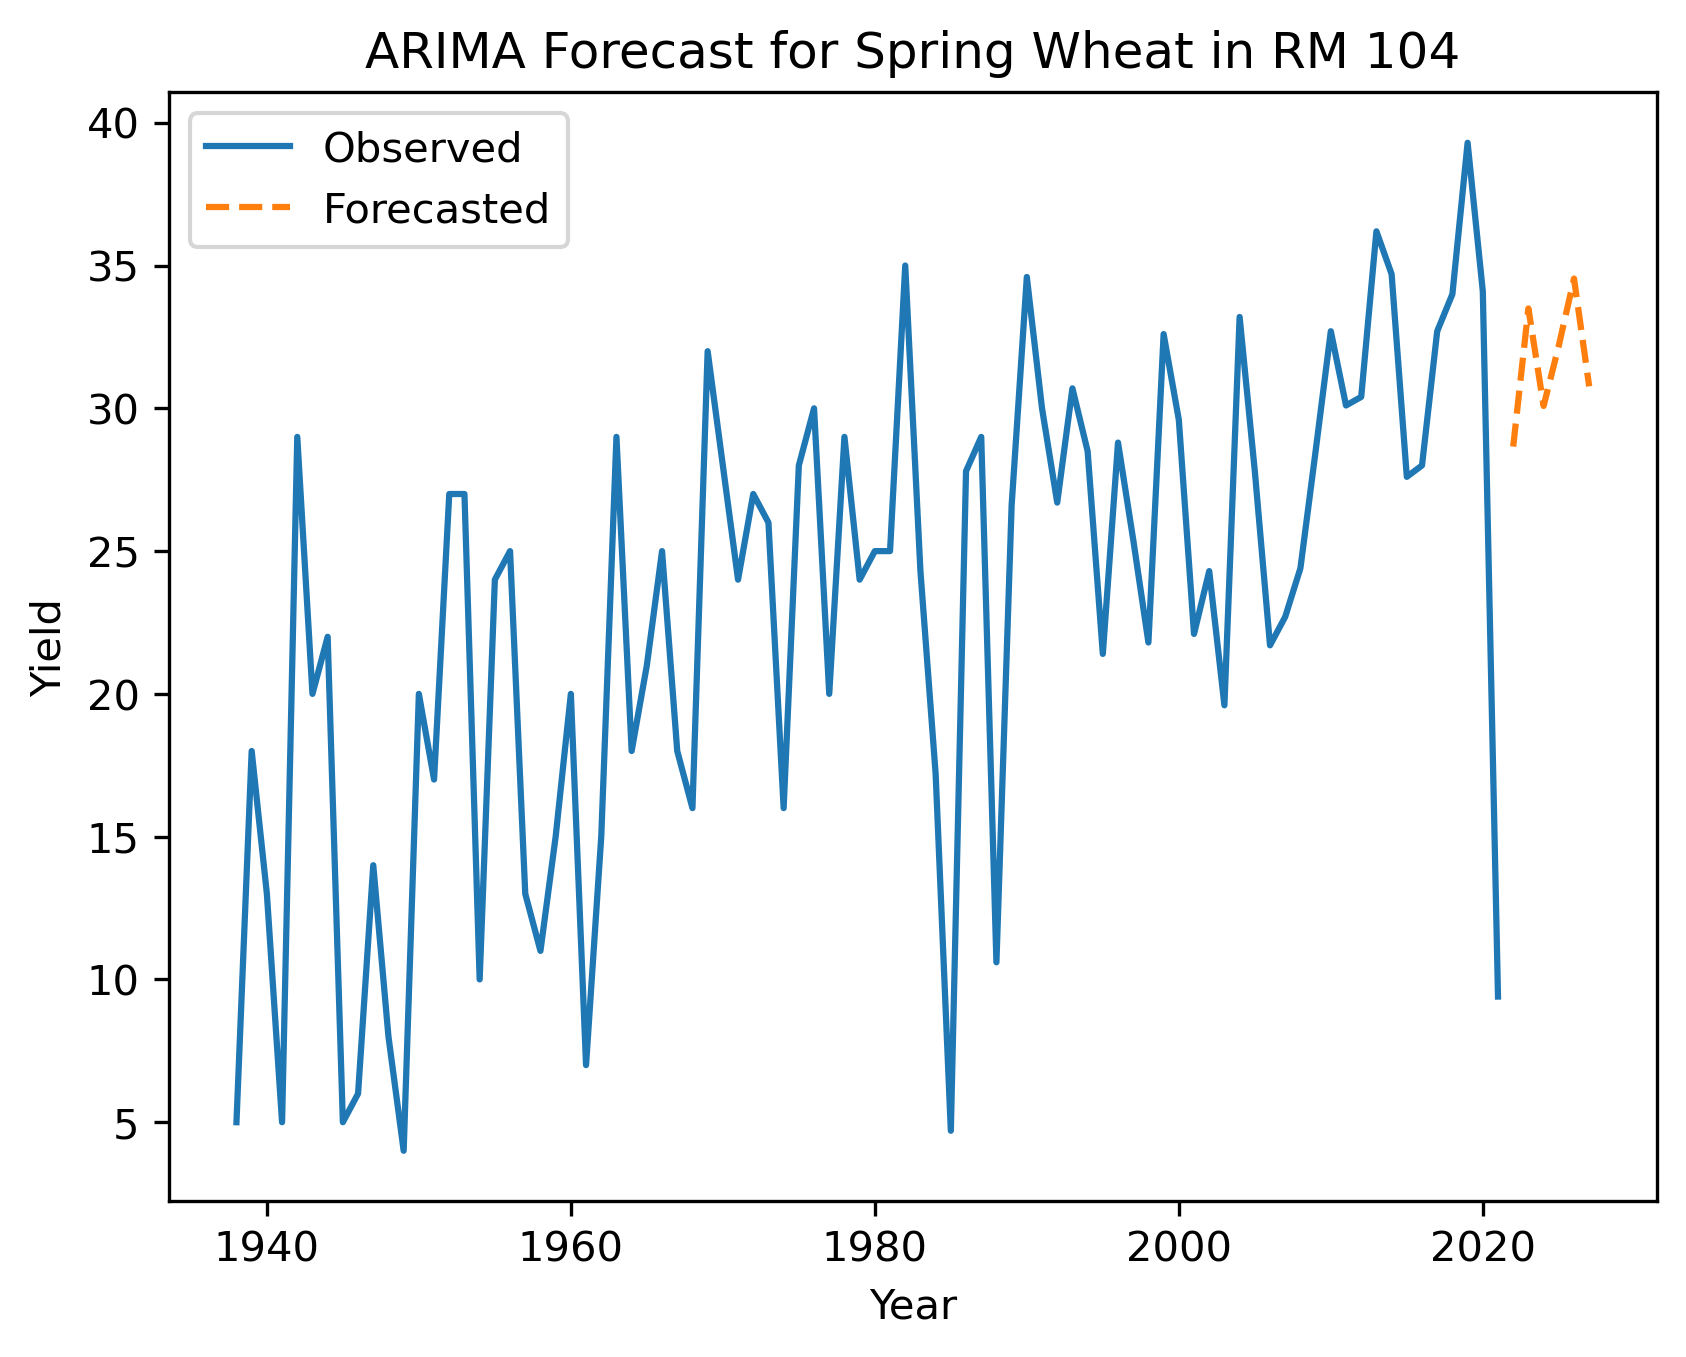 ARIMA Forecast for Spring Wheat in RM 104
Observed
Forecasted
40
35
30
25
20
15
10
5
Yield
1940 1960 1980 2000 2020
Year